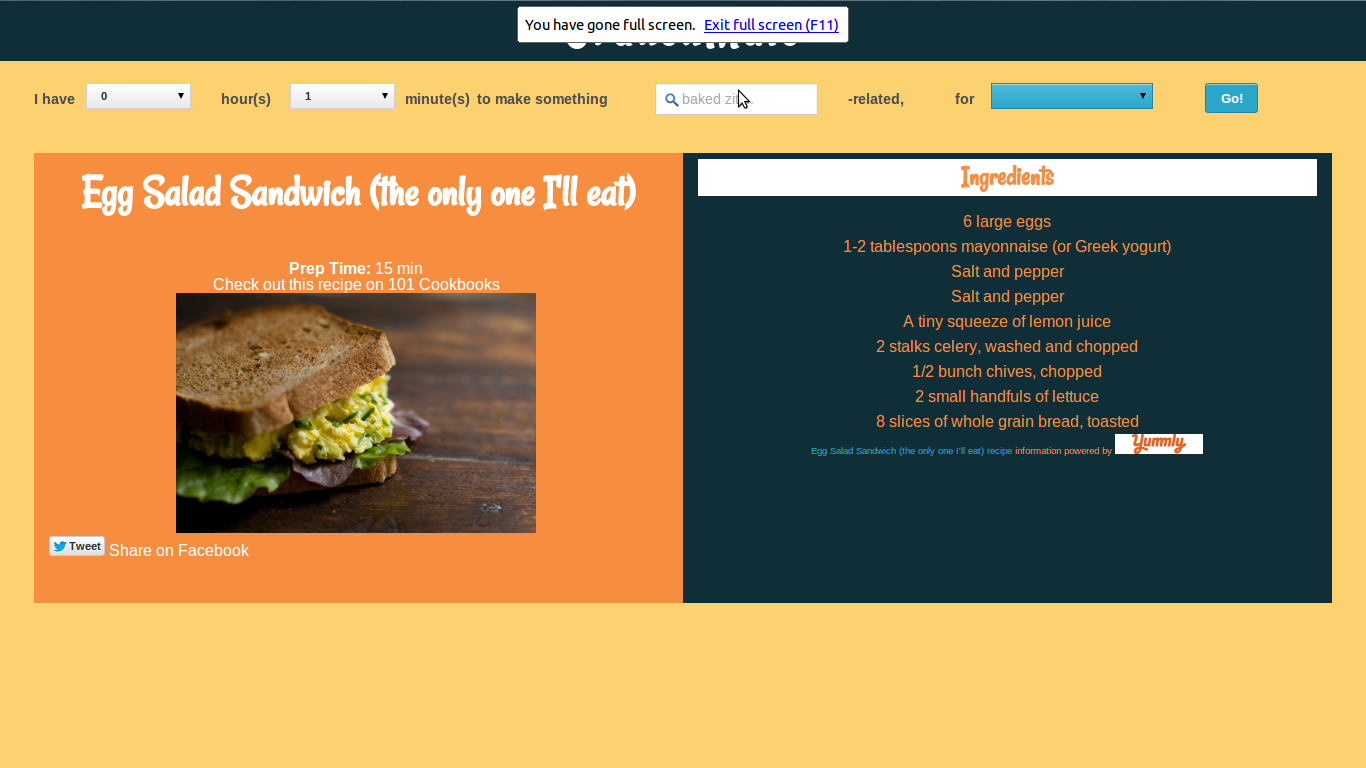 You have gone full screen. Exit full screen (F11)
I have 0 hour(s) 1 minute(s) to make something baked -related, for Go!
Egg Salad Sandwich (the only one I'll eat)
Prep Time: 15 min
Check out this recipe on 101 Cookbooks
Tweet Share on Facebook
Ingredients
6 large eggs
1-2 tablespoons mayonnaise (or Greek yogurt)
Salt and pepper
Salt and pepper
A tiny squeeze of lemon juice
2 stalks celery, washed and chopped
1/2 bunch chives, chopped
2 small handfuls of lettuce
8 slices of whole grain bread, toasted
Egg Salad Sandwich (the only one I'll eat) recipe information powered by Yummly